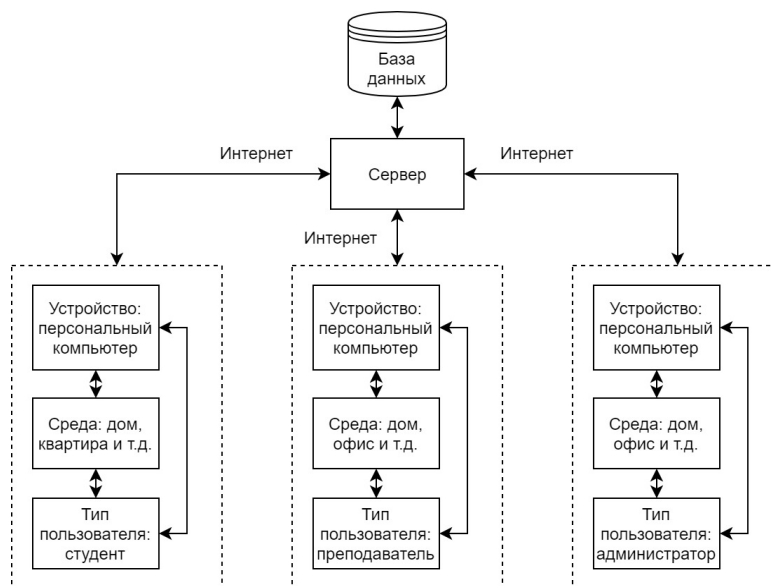 База
данных
Интернет
Сервер
Интернет
Интернет
Устройство:
персональный
компьютер
Среда: дом,
квартира и т.д.
Тип
пользователя:
студент
Устройство:
персональный
компьютер
Среда: дом,
офис и т.д.
Тип
пользователя:
преподаватель
Устройство:
персональный
компьютер
Среда: дом,
офис и т.д.
Тип
пользователя:
администратор